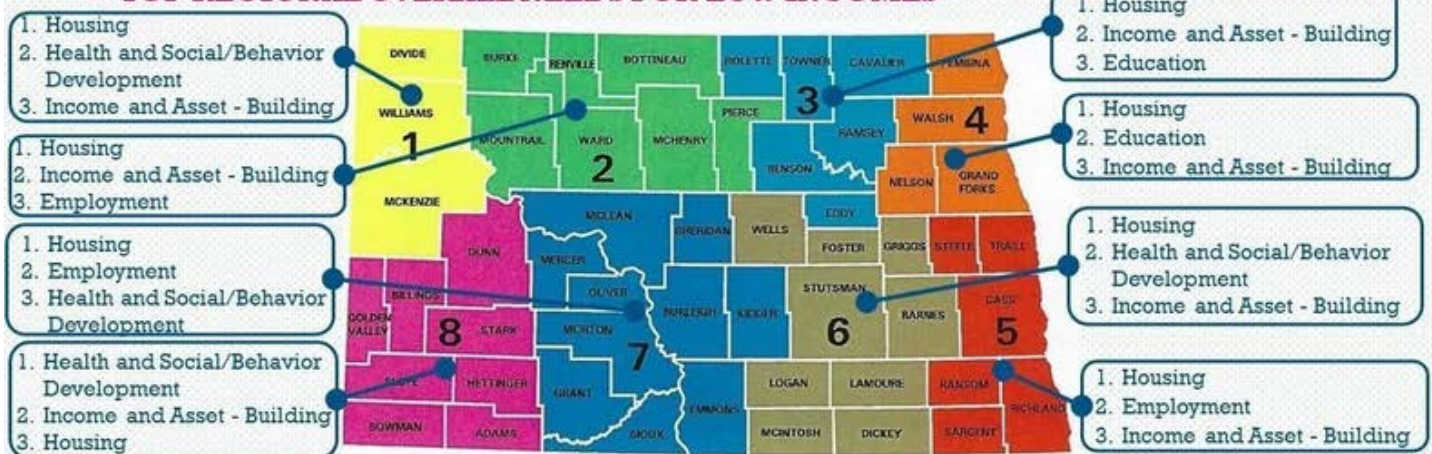 1. Housing
2. Health and Social/Behavior
Development
3. Income and Asset - Building
1. Housing
2. Income and Asset - Building
3. Employment
1. Housing
2. Employment
3. Health and Social/Behavior
Development
1. Health and Social/Behavior
Development
2. Income and Asset - Building
3. Housing
DIVIDE
WILLIAMS
1
MCKENZIE
BURKE
RENVILLE
BOTTINEAU
MOUNTRAIL
WARD
2
MCHENRY
PIERCE
ROLETTE
TOWNER
CAVALIER
3
RAMSEY
BENSON
EDDY
PEMBINA
WALSH
4
NELSON
GRAND
FORKS
DUNN
BILLINGS
GOLDEN
VALLEY
8
STARK
SLOPE
HETTINGER
BOWMAN
ADAMS
MCLEAN
SHERIDAN
MERCER
OLIVER
BURLEIGH
KIDDER
MORTON
7
GRANT
SIOUX
EMMONS
WELLS
FOSTER
GRIGGS
STUTSMAN
6
BARNES
LOGAN
LAMOURE
MCINTOSH
DICKEY
STEELE
TRAILL
CASS
5
RANSOM
RICHLAND
SARGENT
1. Housing
2. Income and Asset - Building
3. Education
1. Housing
2. Education
3. Income and Asset - Building
1. Housing
2. Health and Social/Behavior
Development
3. Income and Asset - Building
1. Housing
2. Employment
3. Income and Asset - Building